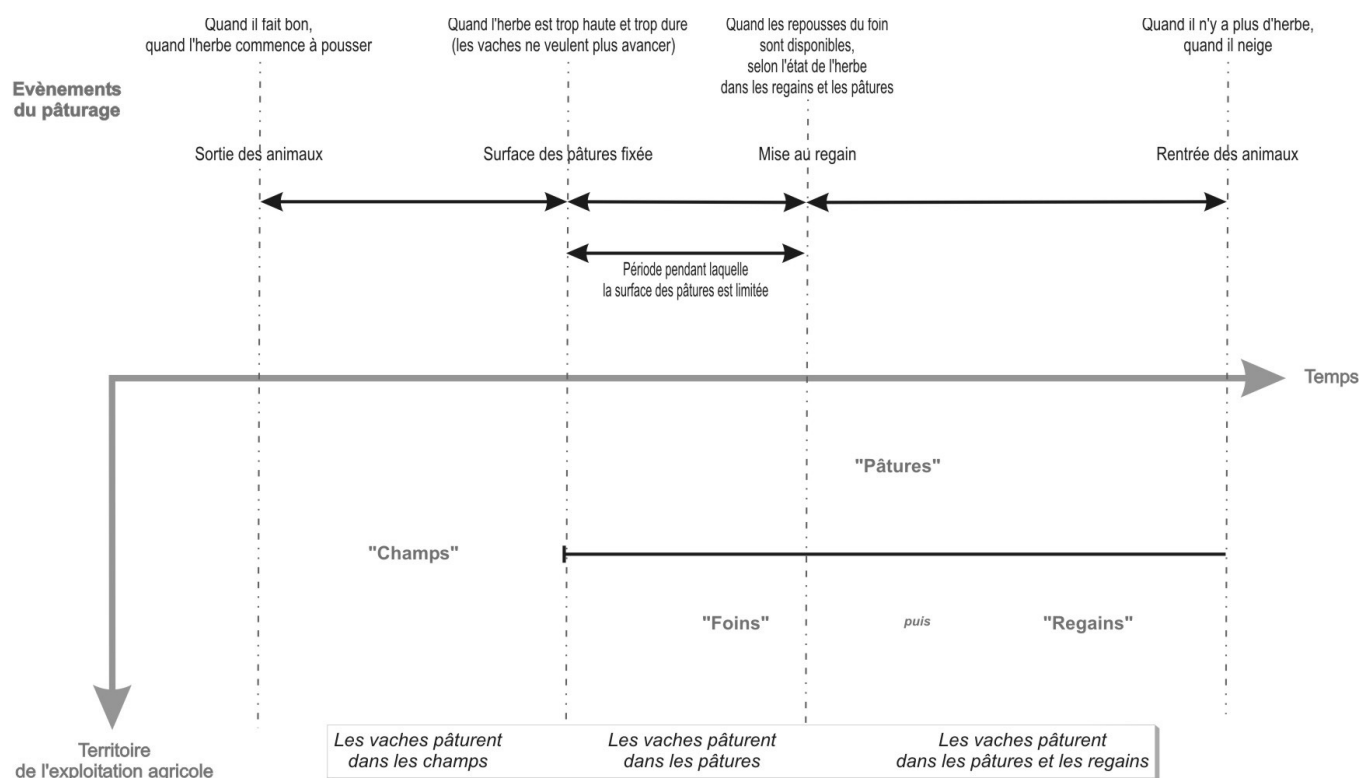 Quand il fait bon,
quand l'herbe commence à pousser
Quand l'herbe est trop haute et trop dure
(les vaches ne veulent plus avancer)
Quand les repousses du foin
sont disponibles,
selon l'état de l'herbe
dans les regains et les pâtures
Quand il n'y a plus d'herbe,
quand il neige
Evènements
du pâturage
Sortie des animaux
Surface des pâtures fixée
Mise au regain
Rentrée des animaux
Période pendant laquelle
la surface des pâtures est limitée
Temps
"Pâtures"
"Champs"
"Foins"
puis
"Regains"
Territoire
de l'exploitation agricole
Les vaches pâturent
dans les champs
Les vaches pâturent
dans les pâtures
Les vaches pâturent
dans les pâtures et les regains